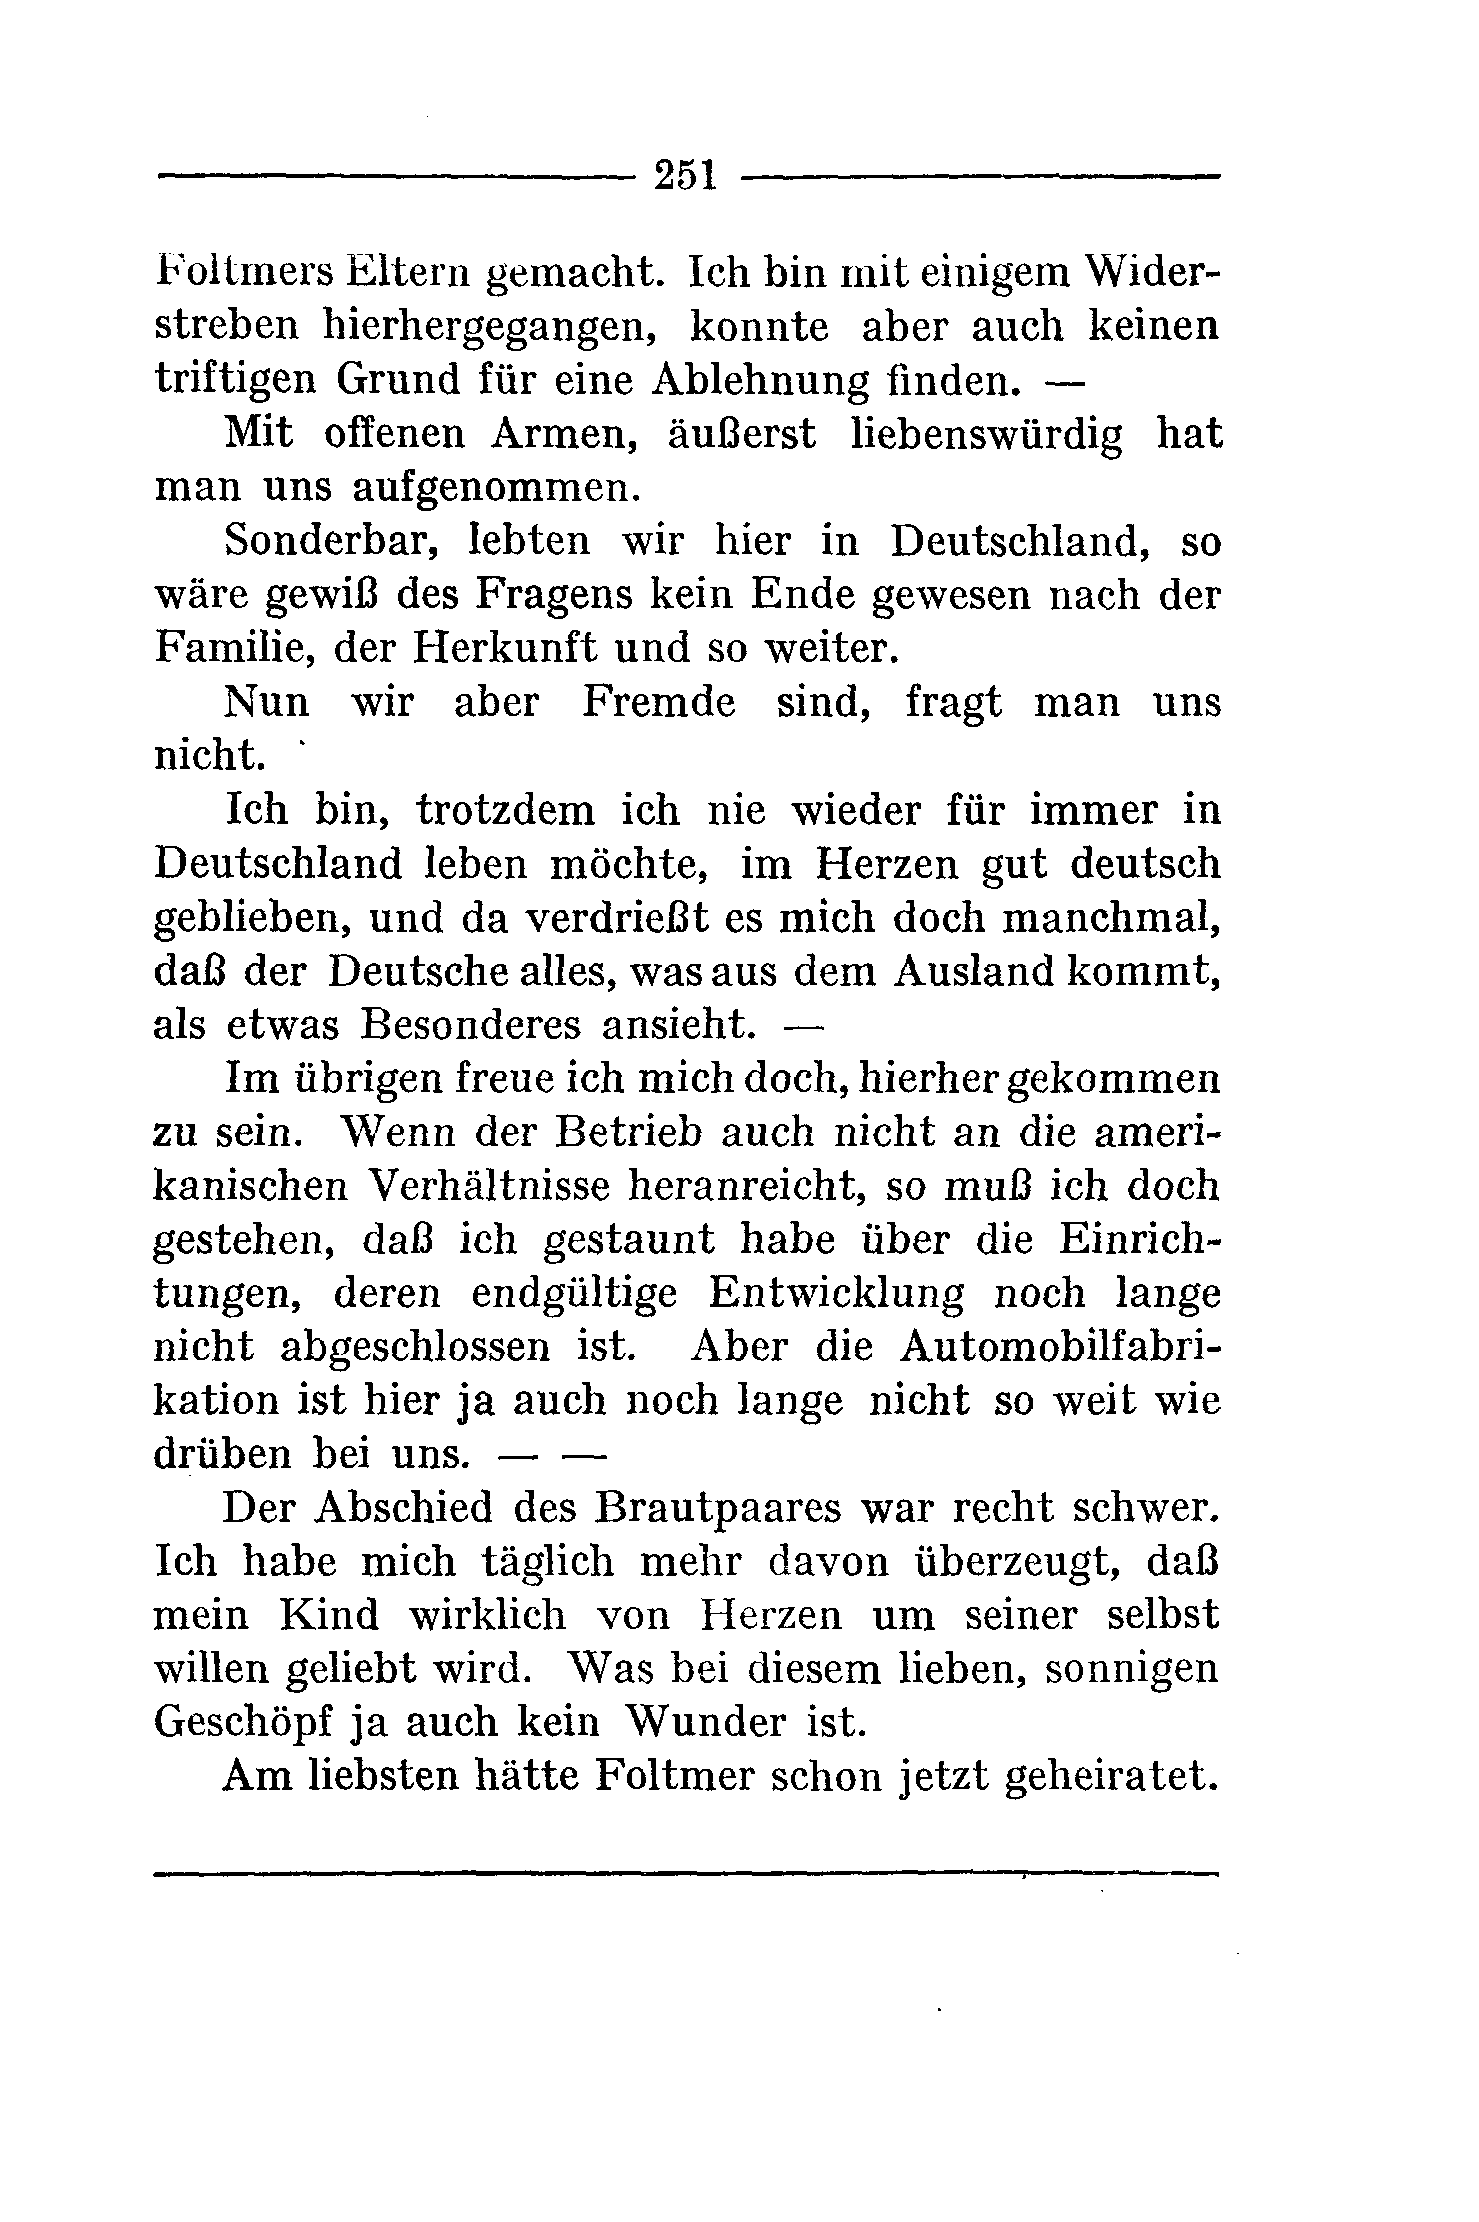 251
Foltmers Eltern gemacht. Ich bin mit einigem Wider-
streben hierhergegangen, konnte aber auch keinen
triftigen Grund für eine Ablehnung finden. —
Mit offenen Armen, äußerst liebenswürdig hat
man uns aufgenommen.
Sonderbar, lebten wir hier in Deutschland, so
wäre gewiß des Fragens kein Ende gewesen nach der
Familie, der Herkunft und so weiter.
Nun wir aber Fremde sind, fragt man uns
nicht.
Ich bin, trotzdem ich nie wieder für immer in
Deutschland leben möchte, im Herzen gut deutsch
geblieben, und da verdrießt es mich doch manchmal,
daß der Deutsche alles, was aus dem Ausland kommt,
als etwas Besonderes ansieht. —
Im übrigen freue ich mich doch, hierher gekommen
zu sein. Wenn der Betrieb auch nicht an die ameri-
kanischen Verhältnisse heranreicht, so muß ich doch
gestehen, daß ich gestaunt habe über die Einrich-
tungen, deren endgültige Entwicklung noch lange
nicht abgeschlossen ist. Aber die Automobilfabri-
kation ist hier ja auch noch lange nicht so weit wie
drüben bei uns. — —
Der Abschied des Brautpaares war recht schwer.
Ich habe mich täglich mehr davon überzeugt, daß
mein Kind wirklich von Herzen um seiner selbst
willen geliebt wird. Was bei diesem lieben, sonnigen
Geschöpf ja auch kein Wunder ist.
Am liebsten hätte Foltmer schon jetzt geheiratet.